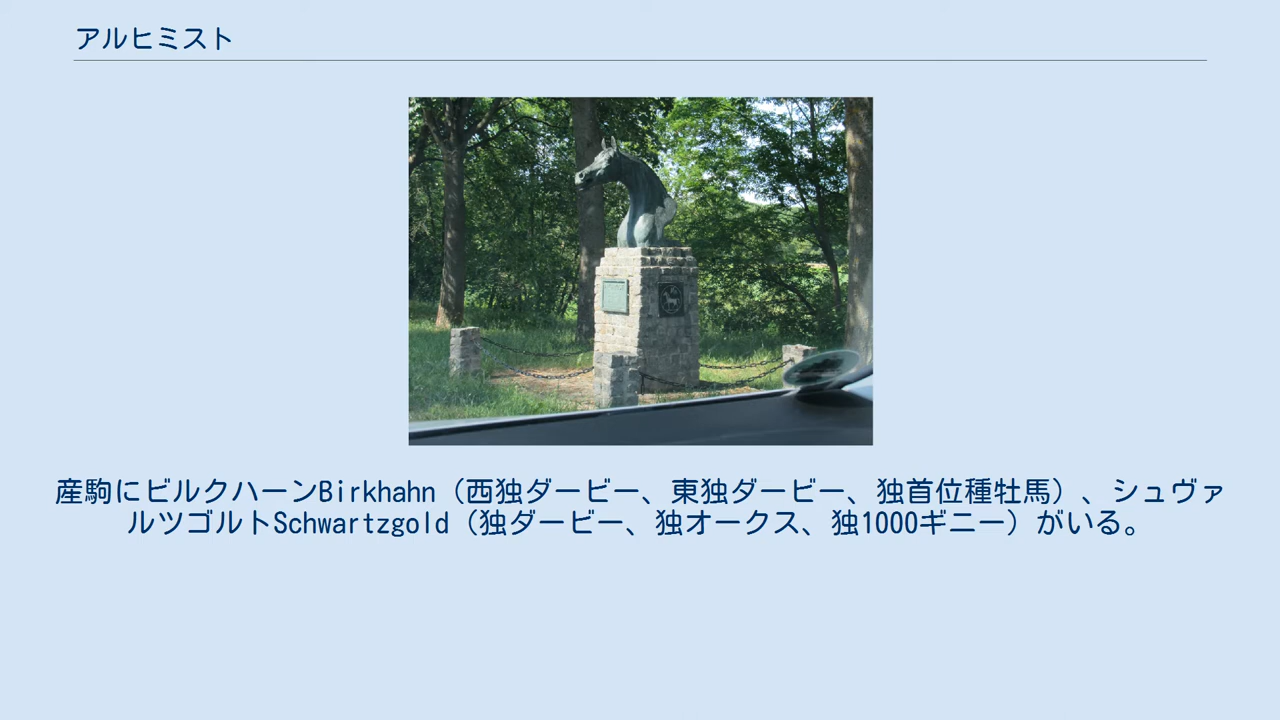 アルヒミスト
産駒にビルクハーンBirkhahn（西独ダービー、東独ダービー、独首位種牡馬）、シュヴァ
ルツゴルトSchwartzgold（独ダービー、独オークス、独1000ギニー）がいる。